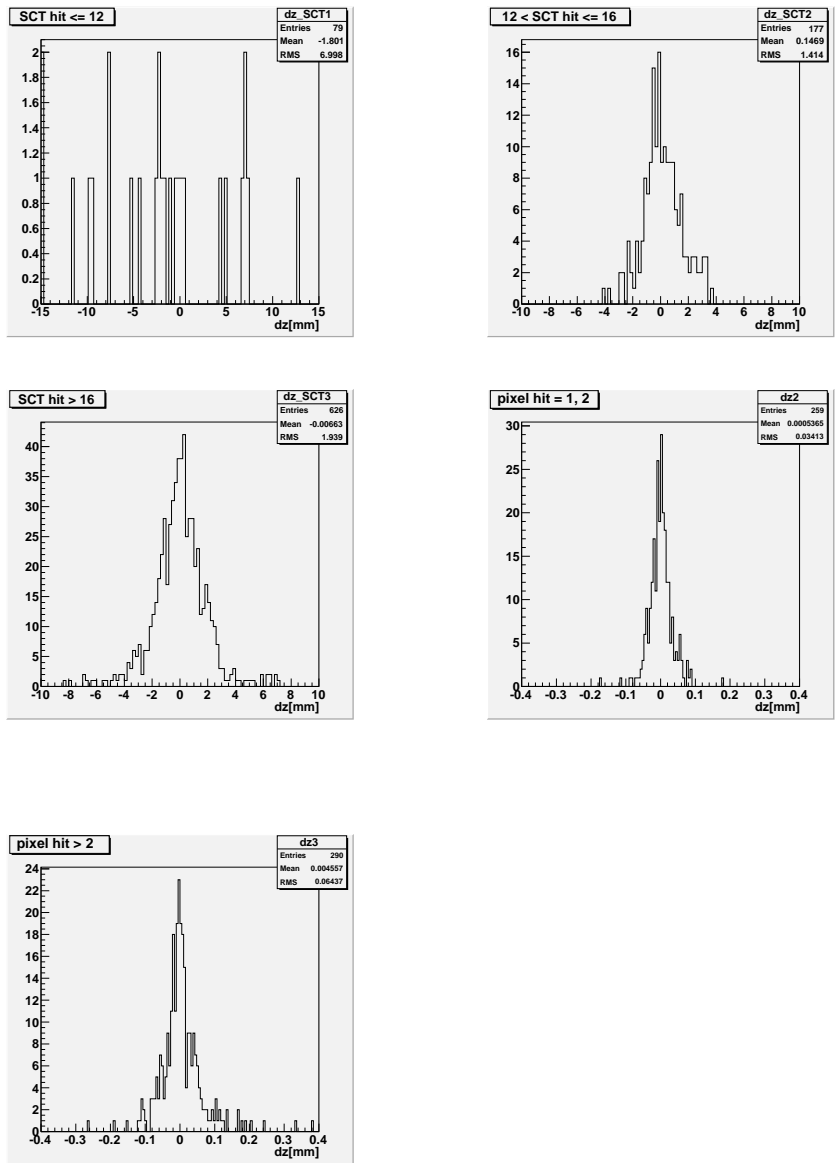 SCT hit <= 12
dz_SCT1
Entries 79
Mean -1.801
RMS 6.998
2
1.8
1.6
1.4
1.2
1
0.8
0.6
0.4
0.2
0
-15 -10 -5 0 5 10 15
dz[mm]
12 < SCT hit <= 16
dz_SCT2
Entries 177
Mean 0.1469
RMS 1.414
16
14
12
10
8
6
4
2
0
-10 -8 -6 -4 -2 0 2 4 6 8 10
dz[mm]
SCT hit > 16
dz_SCT3
Entries 626
Mean -0.00663
RMS 1.939
40
35
30
25
20
15
10
5
0
-10 -8 -6 -4 -2 0 2 4 6 8 10
dz[mm]
pixel hit = 1, 2
dz2
Entries 259
Mean 0.0005365
RMS 0.03413
30
25
20
15
10
5
0
-0.4 -0.3 -0.2 -0.1 0 0.1 0.2 0.3 0.4
dz[mm]
pixel hit > 2
dz3
Entries 290
Mean 0.004557
RMS 0.06437
24
22
20
18
16
14
12
10
8
6
4
2
0
-0.4 -0.3 -0.2 -0.1 0 0.1 0.2 0.3 0.4
dz[mm]